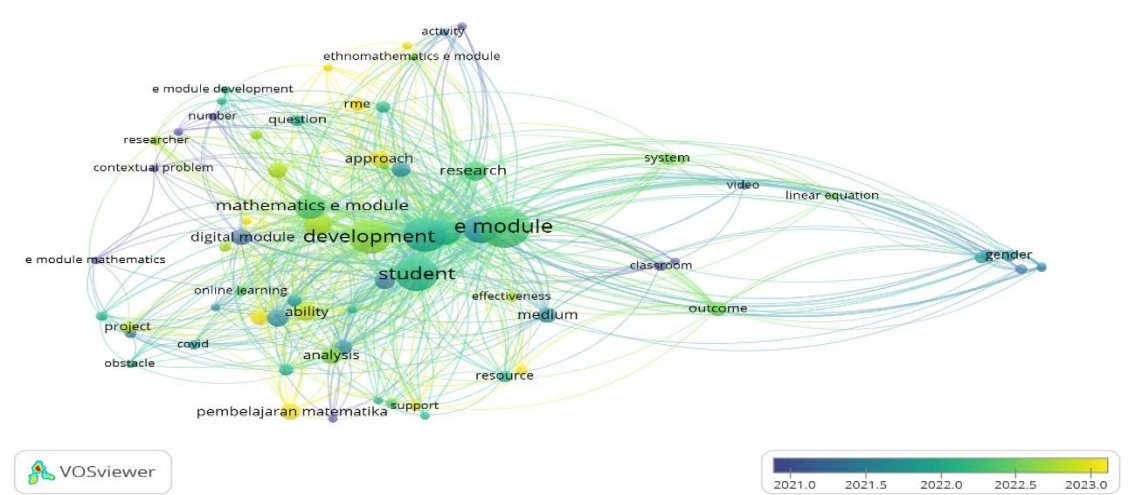 activity
ethnomathematics e module
e module development
rme
number
question
researcher
approach
system
contextual problem
research
video
linear equation
mathematics e module
e module
digital module
development
gender
e module mathematics
classroom
student
online learning
effectiveness
ability
medium
outcome
project
covid
analysis
obstacle
resource
pembelajaran matematika
support
VOSviewer
2021.0 2021.5 2022.0 2022.5 2023.0